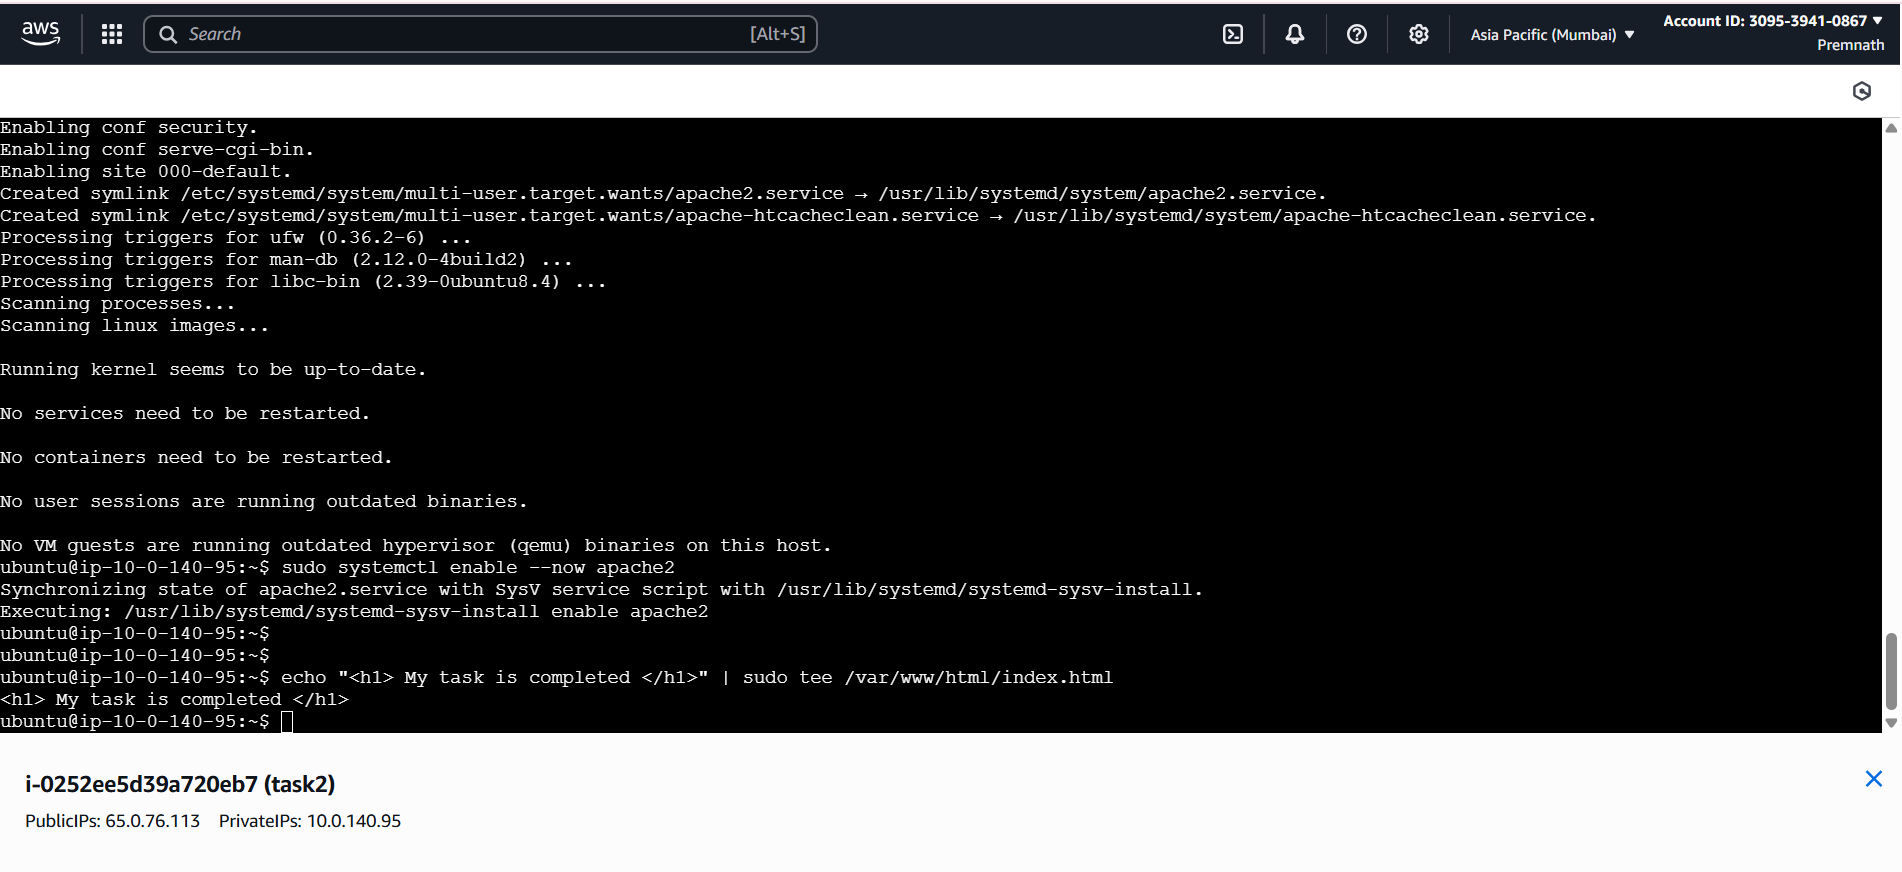 aws
Search [Alt+S]
Asia Pacific (Mumbai) ▼
Account ID: 3095-3941-0867 ▼
Premnath
Enabling conf security.
Enabling conf serve-cgi-bin.
Enabling site 000-default.
Created symlink /etc/systemd/system/multi-user.target.wants/apache2.service → /usr/lib/systemd/system/apache2.service.
Created symlink /etc/systemd/system/multi-user.target.wants/apache-htcacheclean.service → /usr/lib/systemd/system/apache-htcacheclean.service.
Processing triggers for ufw (0.36.2-6) ...
Processing triggers for man-db (2.12.0-4build2) ...
Processing triggers for libc-bin (2.39-0ubuntu8.4) ...
Scanning processes...
Scanning linux images...
Running kernel seems to be up-to-date.
No services need to be restarted.
No containers need to be restarted.
No user sessions are running outdated binaries.
No VM guests are running outdated hypervisor (qemu) binaries on this host.
ubuntu@ip-10-0-140-95:~$ sudo systemctl enable --now apache2
Synchronizing state of apache2.service with SysV service script with /usr/lib/systemd/systemd-sysv-install.
Executing: /usr/lib/systemd/systemd-sysv-install enable apache2
ubuntu@ip-10-0-140-95:~$
ubuntu@ip-10-0-140-95:~$
ubuntu@ip-10-0-140-95:~$ echo "<h1> My task is completed </h1>" | sudo tee /var/www/html/index.html
<h1> My task is completed </h1>
ubuntu@ip-10-0-140-95:~$
i-0252ee5d39a720eb7 (task2)
PublicIPs: 65.0.76.113 PrivateIPs: 10.0.140.95